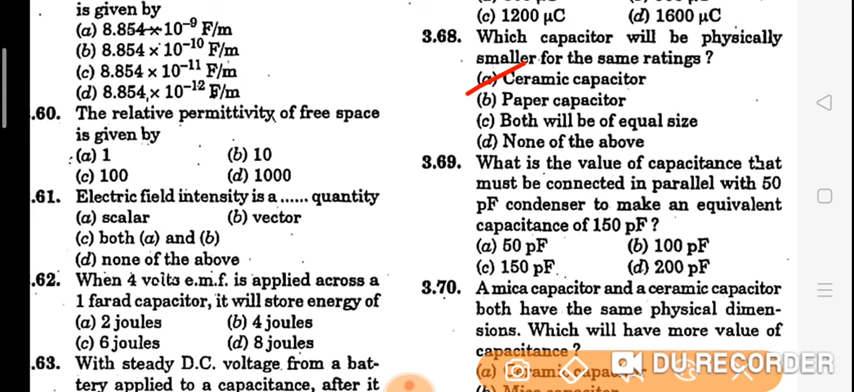 is given by
(a) 8.854 × 10⁻⁹ F/m
(b) 8.854 × 10⁻¹⁰ F/m
(c) 8.854 × 10⁻¹¹ F/m
(d) 8.854 × 10⁻¹² F/m
.60. The relative permittivity of free space
is given by
(a) 1 (b) 10
(c) 100 (d) 1000
.61. Electric field intensity is a ...... quantity
(a) scalar (b) vector
(c) both (a) and (b)
(d) none of the above
.62. When 4 volts e.m.f. is applied across a
1 farad capacitor, it will store energy of
(a) 2 joules (b) 4 joules
(c) 6 joules (d) 8 joules
.63. With steady D.C. voltage from a bat-
tery applied to a capacitance, after it
(c) 1200 µC (d) 1600 µC
3.68. Which capacitor will be physically
smaller for the same ratings ?
(a) Ceramic capacitor
(b) Paper capacitor
(c) Both will be of equal size
(d) None of the above
3.69. What is the value of capacitance that
must be connected in parallel with 50
pF condenser to make an equivalent
capacitance of 150 pF ?
(a) 50 pF (b) 100 pF
(c) 150 pF (d) 200 pF
3.70. A mica capacitor and a ceramic capacitor
both have the same physical dimen-
sions. Which will have more value of
capacitance ?
(a) Ceramic
DU RECORDER